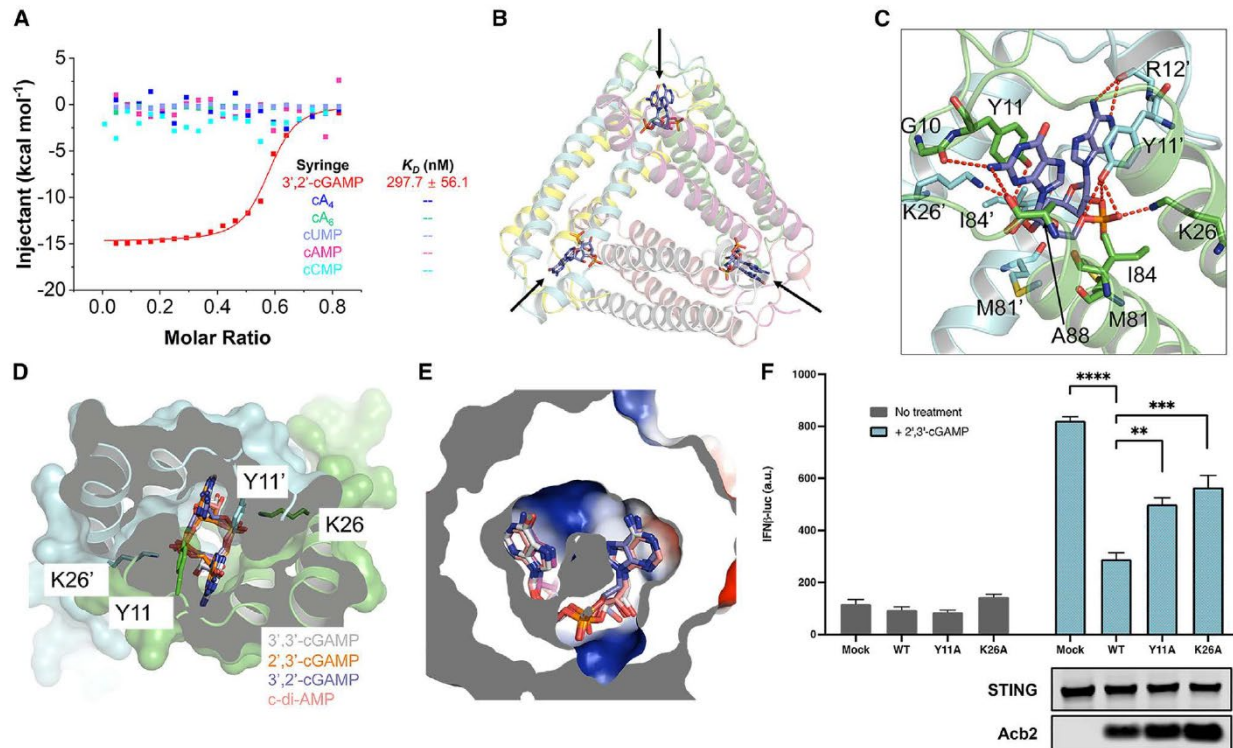 A
Injectant (kcal mol⁻¹)
5
0
-5
-10
-15
-20
0.0 0.2 0.4 0.6 0.8
Molar Ratio
Syringe K_D (nM)
3',2'-cGAMP 297.7 ± 56.1
cA₄ --
cA₆ --
cUMP --
cAMP --
cCMP --
B
C
R12'
Y11
G10
Y11'
K26'
I84'
K26
I84
M81'
M81
A88
D
Y11'
K26
K26'
Y11
3',3'-cGAMP
2',3'-cGAMP
3',2'-cGAMP
c-di-AMP
E
F
IFNβ-luc (a.u.)
1000
800
600
400
200
0
No treatment
+ 2',3'-cGAMP
****
***
**
Mock WT Y11A K26A Mock WT Y11A K26A
STING
Acb2